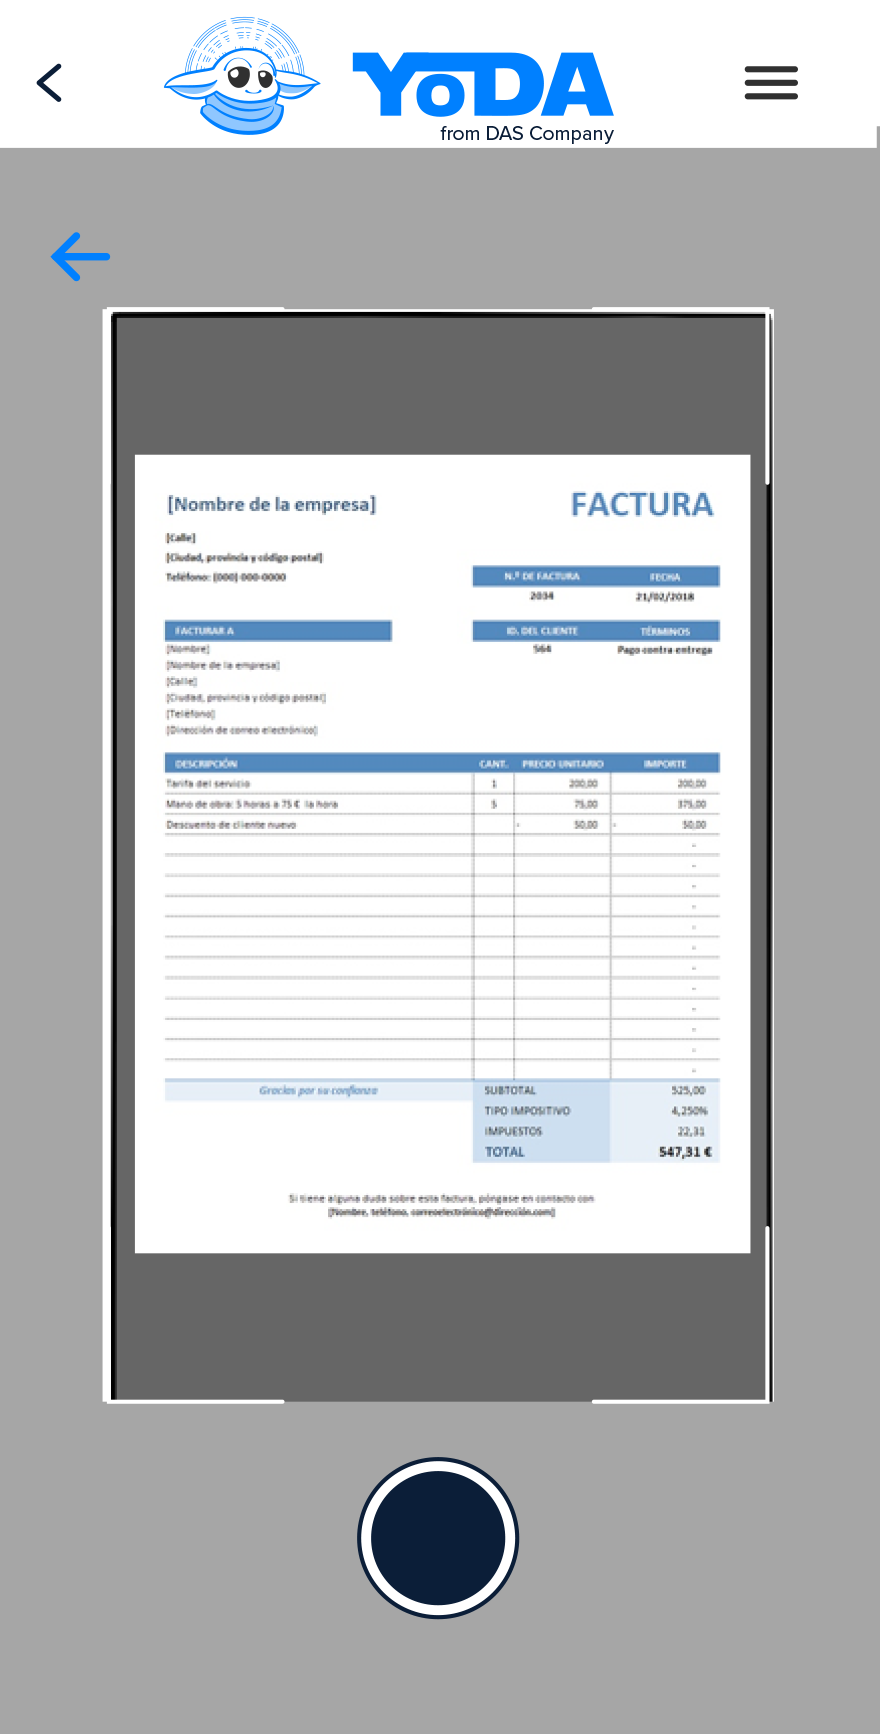 YoDA
from DAS Company
[Nombre de la empresa]
FACTURA
[Calle]
[Ciudad, provincia y código postal]
Teléfono: (000) 000-0000
N.º DE FACTURA FECHA
2034 21/02/2018
FACTURAR A
ID. DEL CLIENTE TÉRMINOS
[Nombre]
564 Pago contra entrega
[Nombre de la empresa]
[Calle]
[Ciudad, provincia y código postal]
[Teléfono]
[Dirección de correo electrónico]
DESCRIPCIÓN CANT. PRECIO UNITARIO IMPORTE
Tarifa del servicio 1 200,00 200,00
Mano de obra: 5 horas a 75 € la hora 5 75,00 375,00
Descuento de cliente nuevo - 50,00 - 50,00
-
-
-
-
-
-
-
-
-
-
-
-
Gracias por su confianza SUBTOTAL 525,00
TIPO IMPOSITIVO 4,250%
IMPUESTOS 22,31
TOTAL 547,31 €
Si tiene alguna duda sobre esta factura, póngase en contacto con
[Nombre, teléfono, correoelectrónico@dirección.com]